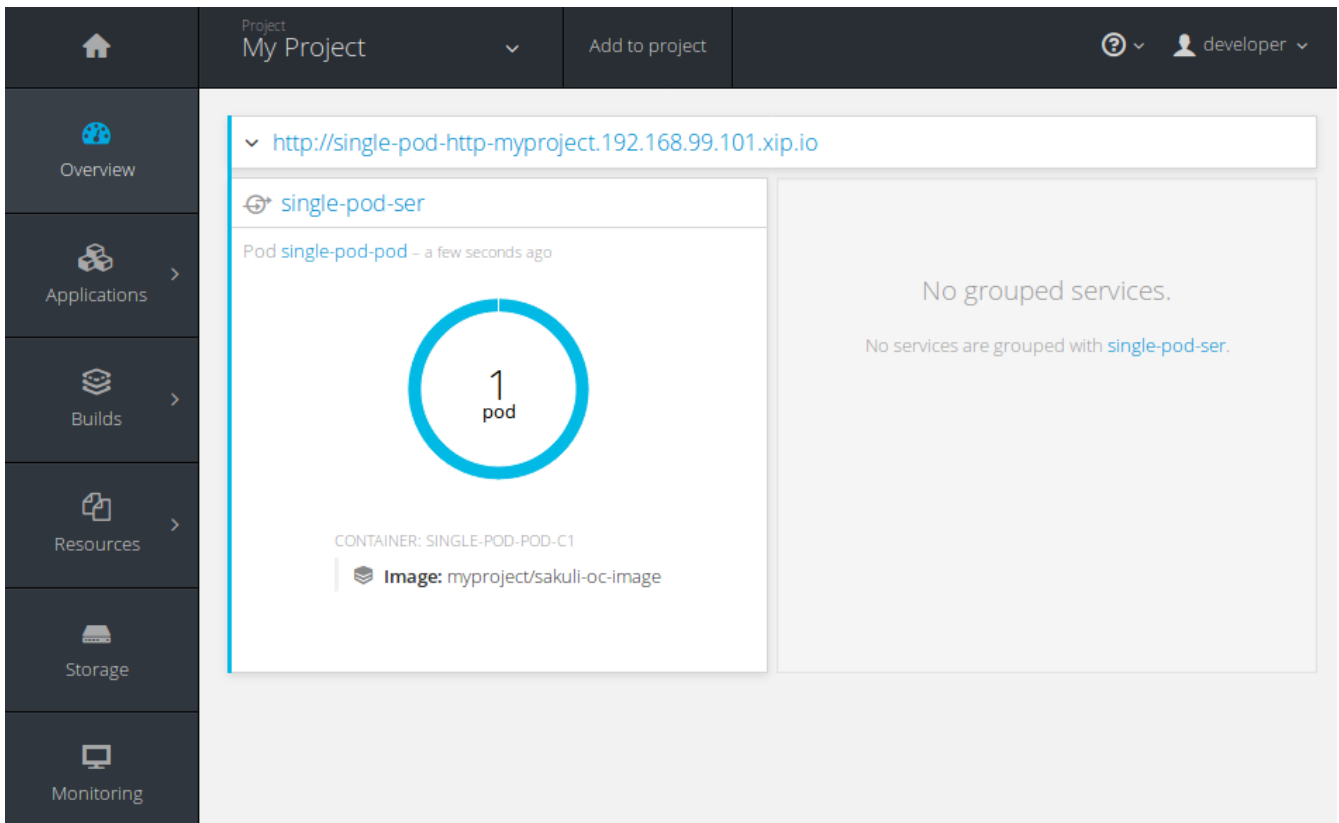 Project
My Project
Add to project
developer
Overview
http://single-pod-http-myproject.192.168.99.101.xip.io
single-pod-ser
Pod single-pod-pod – a few seconds ago
1
pod
CONTAINER: SINGLE-POD-POD-C1
Image: myproject/sakuli-oc-image
No grouped services.
No services are grouped with single-pod-ser.
Applications
Builds
Resources
Storage
Monitoring